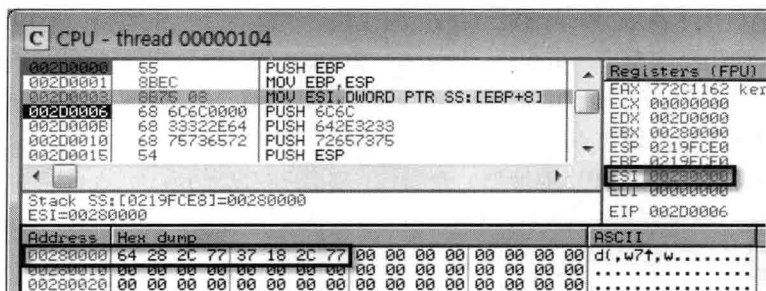 C CPU - thread 00000104
002D0000 55 PUSH EBP
002D0001 8BEC MOV EBP,ESP
002D0003 8B75 08 MOV ESI,DWORD PTR SS:[EBP+8]
002D0006 68 6C6C0000 PUSH 6C6C
002D000B 68 33322E64 PUSH 642E3233
002D0010 68 75736572 PUSH 72657375
002D0015 54 PUSH ESP
Stack SS:[0219FCE8]=00280000
ESI=00280000
Registers (FPU)
EAX 772C1162 ker
ECX 00000000
EDX 002D0000
EBX 00280000
ESP 0219FCE0
EBP 0219FCE0
ESI 00280000
EDI 00000000
EIP 002D0006
Address Hex dump ASCII
00280000 64 28 2C 77 37 18 2C 77 00 00 00 00 00 00 00 00 d(,w7↑,w........
00280010 00 00 00 00 00 00 00 00 00 00 00 00 00 00 00 00 ................
00280020 00 00 00 00 00 00 00 00 00 00 00 00 00 00 00 00 ................